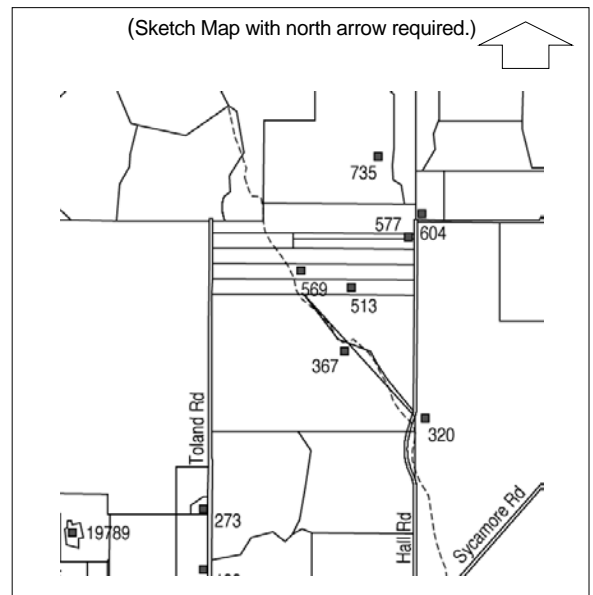 (Sketch Map with north arrow required.)
735
577
604
569
513
367
Toland Rd
320
273
Hall Rd
Sycamore Rd
19789